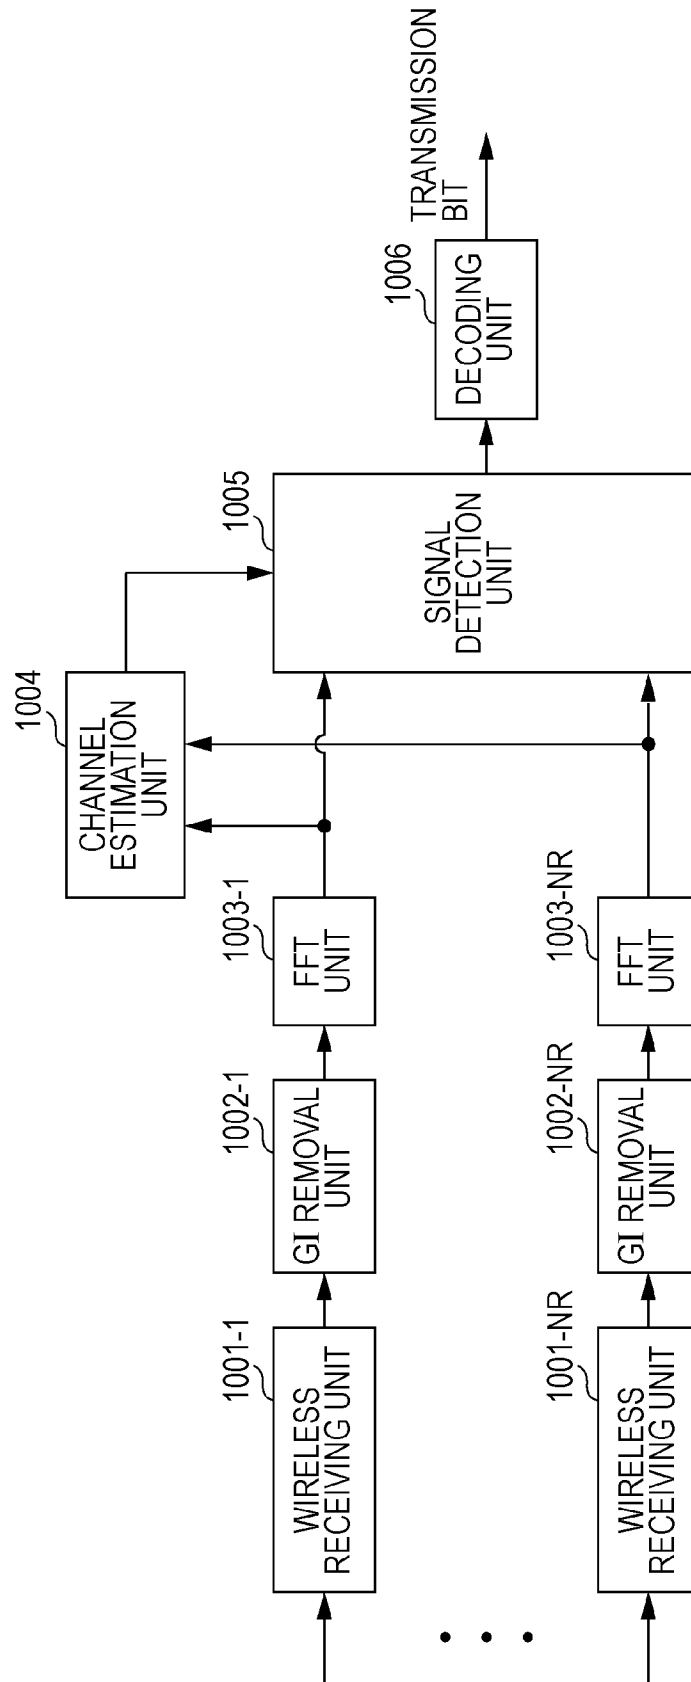 1001-1
WIRELESS
RECEIVING UNIT
1002-1
GI REMOVAL
UNIT
1003-1
FFT
UNIT
1004
CHANNEL
ESTIMATION
UNIT
1005
SIGNAL
DETECTION
UNIT
1006
DECODING
UNIT
TRANSMISSION
BIT
1001-NR
WIRELESS
RECEIVING UNIT
1002-NR
GI REMOVAL
UNIT
1003-NR
FFT
UNIT